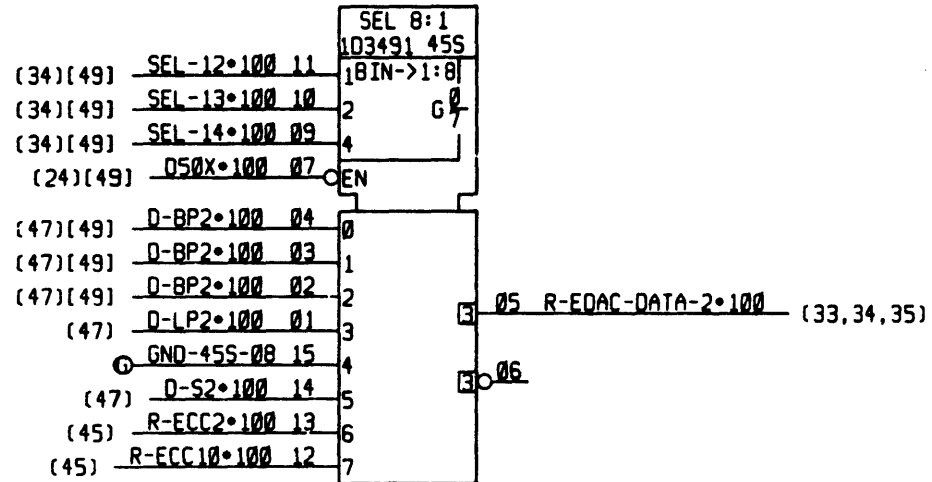 SEL 8:1
1D3491 45S
(34)[49] SEL-12•100 11 1 BIN->1:8
(34)[49] SEL-13•100 10 2 G 0/7
(34)[49] SEL-14•100 09 4
(24)[49] D50X•100 07 EN
(47)[49] D-BP2•100 04 0
(47)[49] D-BP2•100 03 1
(47)[49] D-BP2•100 02 2
3 05 R-EDAC-DATA-2•100 (33,34,35)
(47) D-LP2•100 01 3
G GND-45S-08 15 4
3 06
(47) D-S2•100 14 5
(45) R-ECC2•100 13 6
(45) R-ECC10•100 12 7